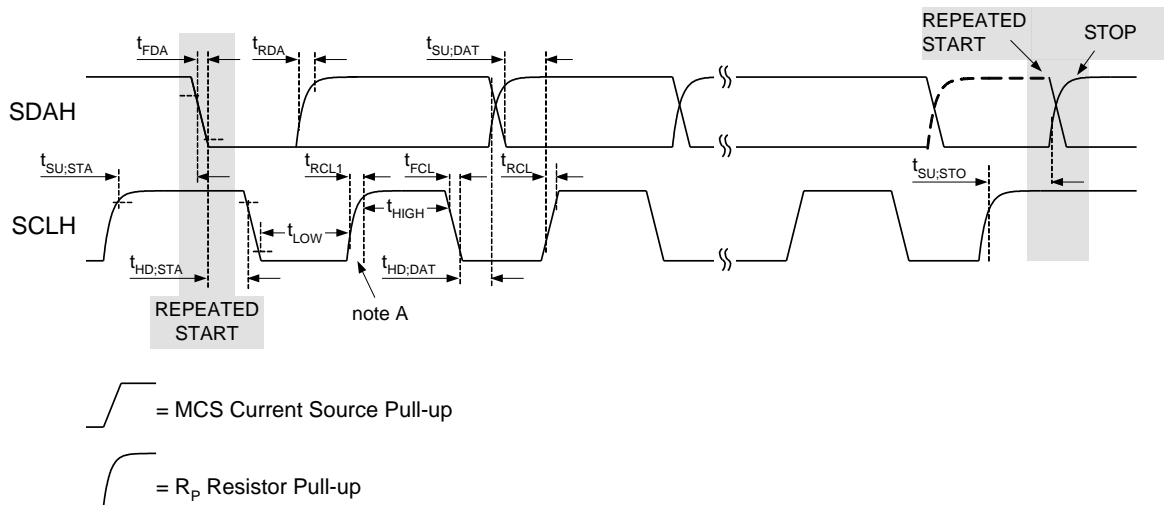 REPEATED
START
STOP
tFDA
tRDA
tSU;DAT
SDAH
tSU;STA
tRCL1
tFCL
tRCL
tSU;STO
SCLH
tHIGH
tLOW
tHD;STA
tHD;DAT
REPEATED
START
note A
= MCS Current Source Pull-up
= RP Resistor Pull-up